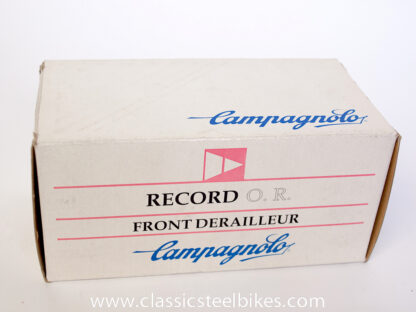 Campagnolo
RECORD O. R.
FRONT DERAILLEUR
Campagnolo
www.classicsteelbikes.com